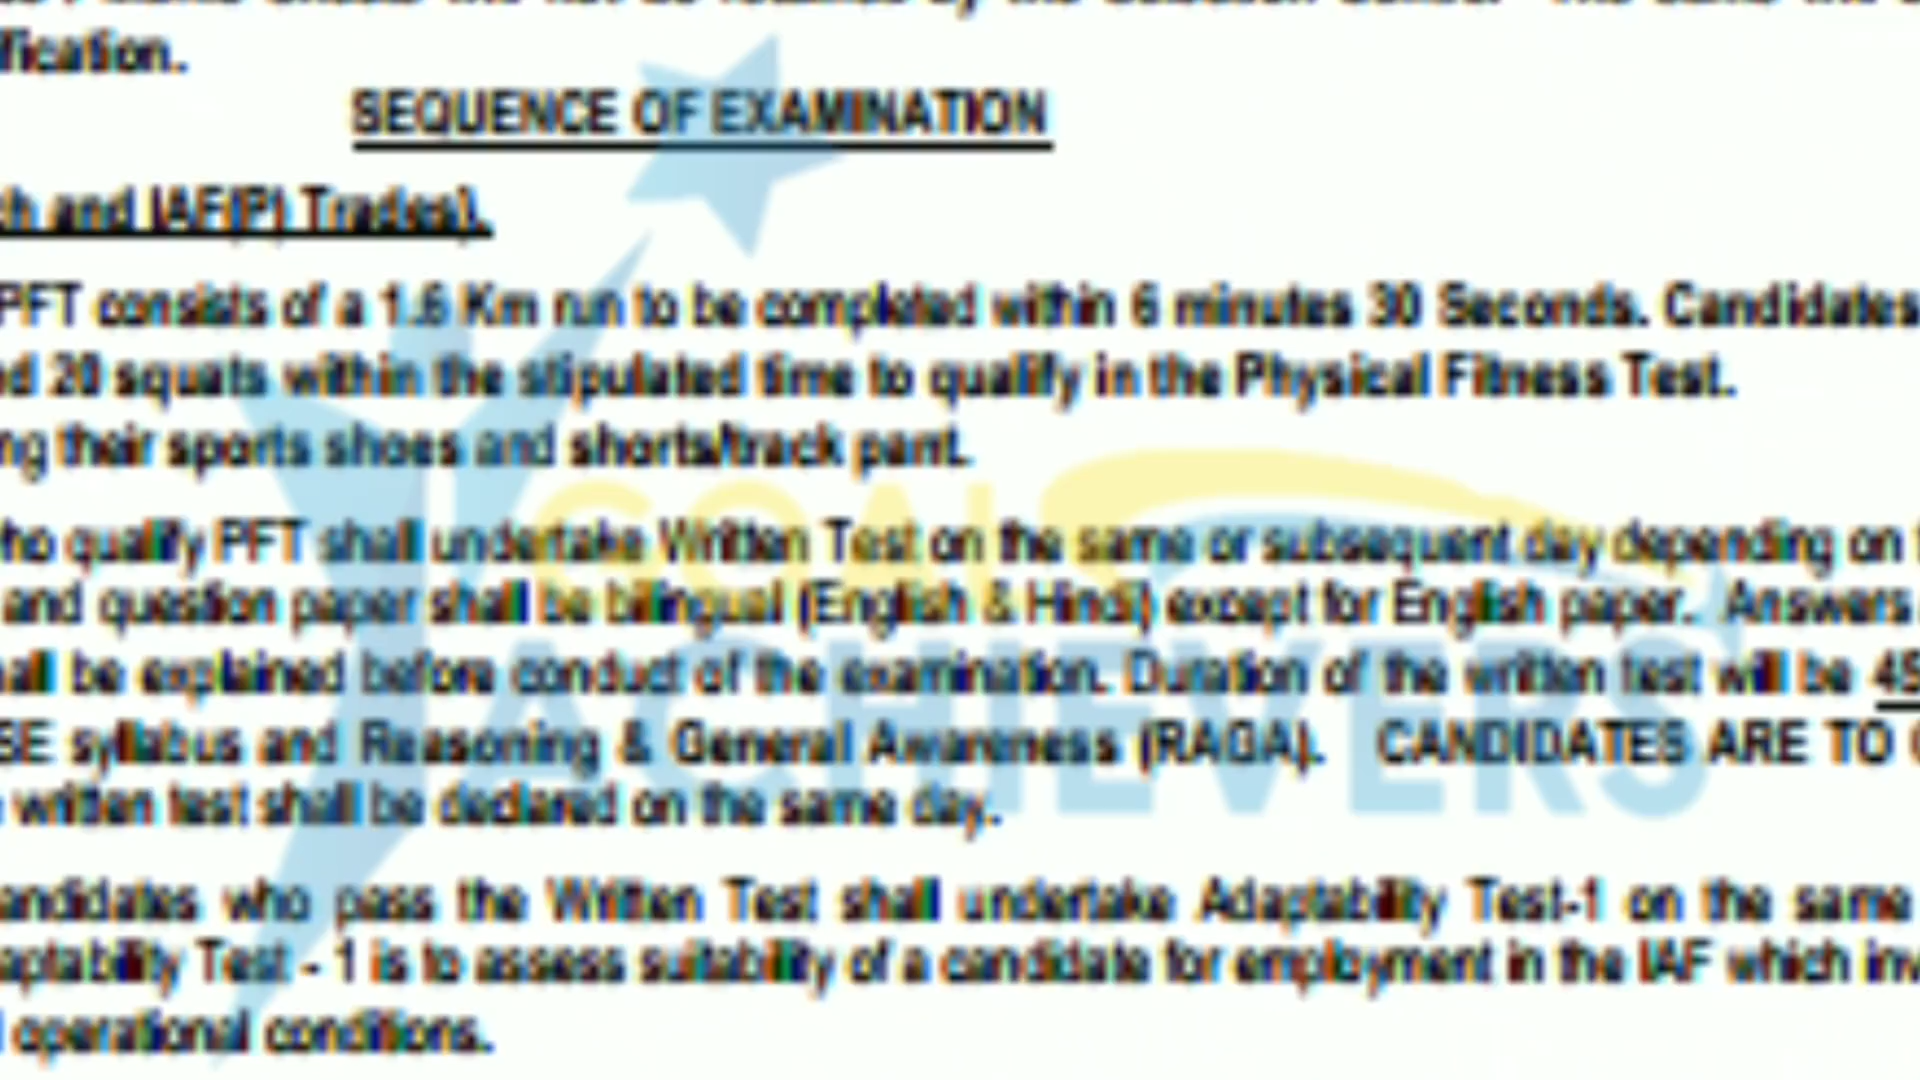 fication.
SEQUENCE OF EXAMINATION
ch and IAF(P) Trades).
PFT consists of a 1.6 Km run to be completed within 6 minutes 30 Seconds. Candidates
nd 20 squats within the stipulated time to qualify in the Physical Fitness Test.
ng their sports shoes and shorts/track pant.
GOAL
ho qualify PFT shall undertake Written Test on the same or subsequent day depending on
and question paper shall be bilingual (English & Hindi) except for English paper. Answers
hall be explained before conduct of the examination. Duration of the written test will be 45
ACHIEVERS
SE syllabus and Reasoning & General Awareness (RAGA). CANDIDATES ARE TO
written test shall be declared on the same day.
andidates who pass the Written Test shall undertake Adaptability Test-1 on the same
aptability Test - 1 is to assess suitability of a candidate for employment in the IAF which inv
operational conditions.